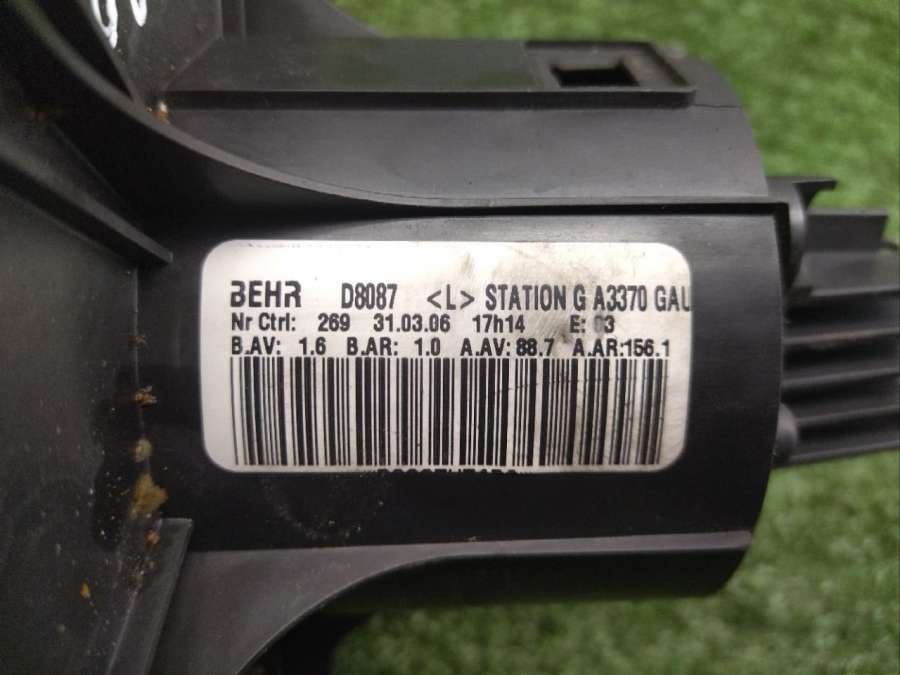 BEHR D8087 <L> STATION G A3370 GAU
Nr Ctrl: 269 31.03.06 17h14 E: 03
B.AV: 1.6 B.AR: 1.0 A.AV: 88.7 A.AR:156.1